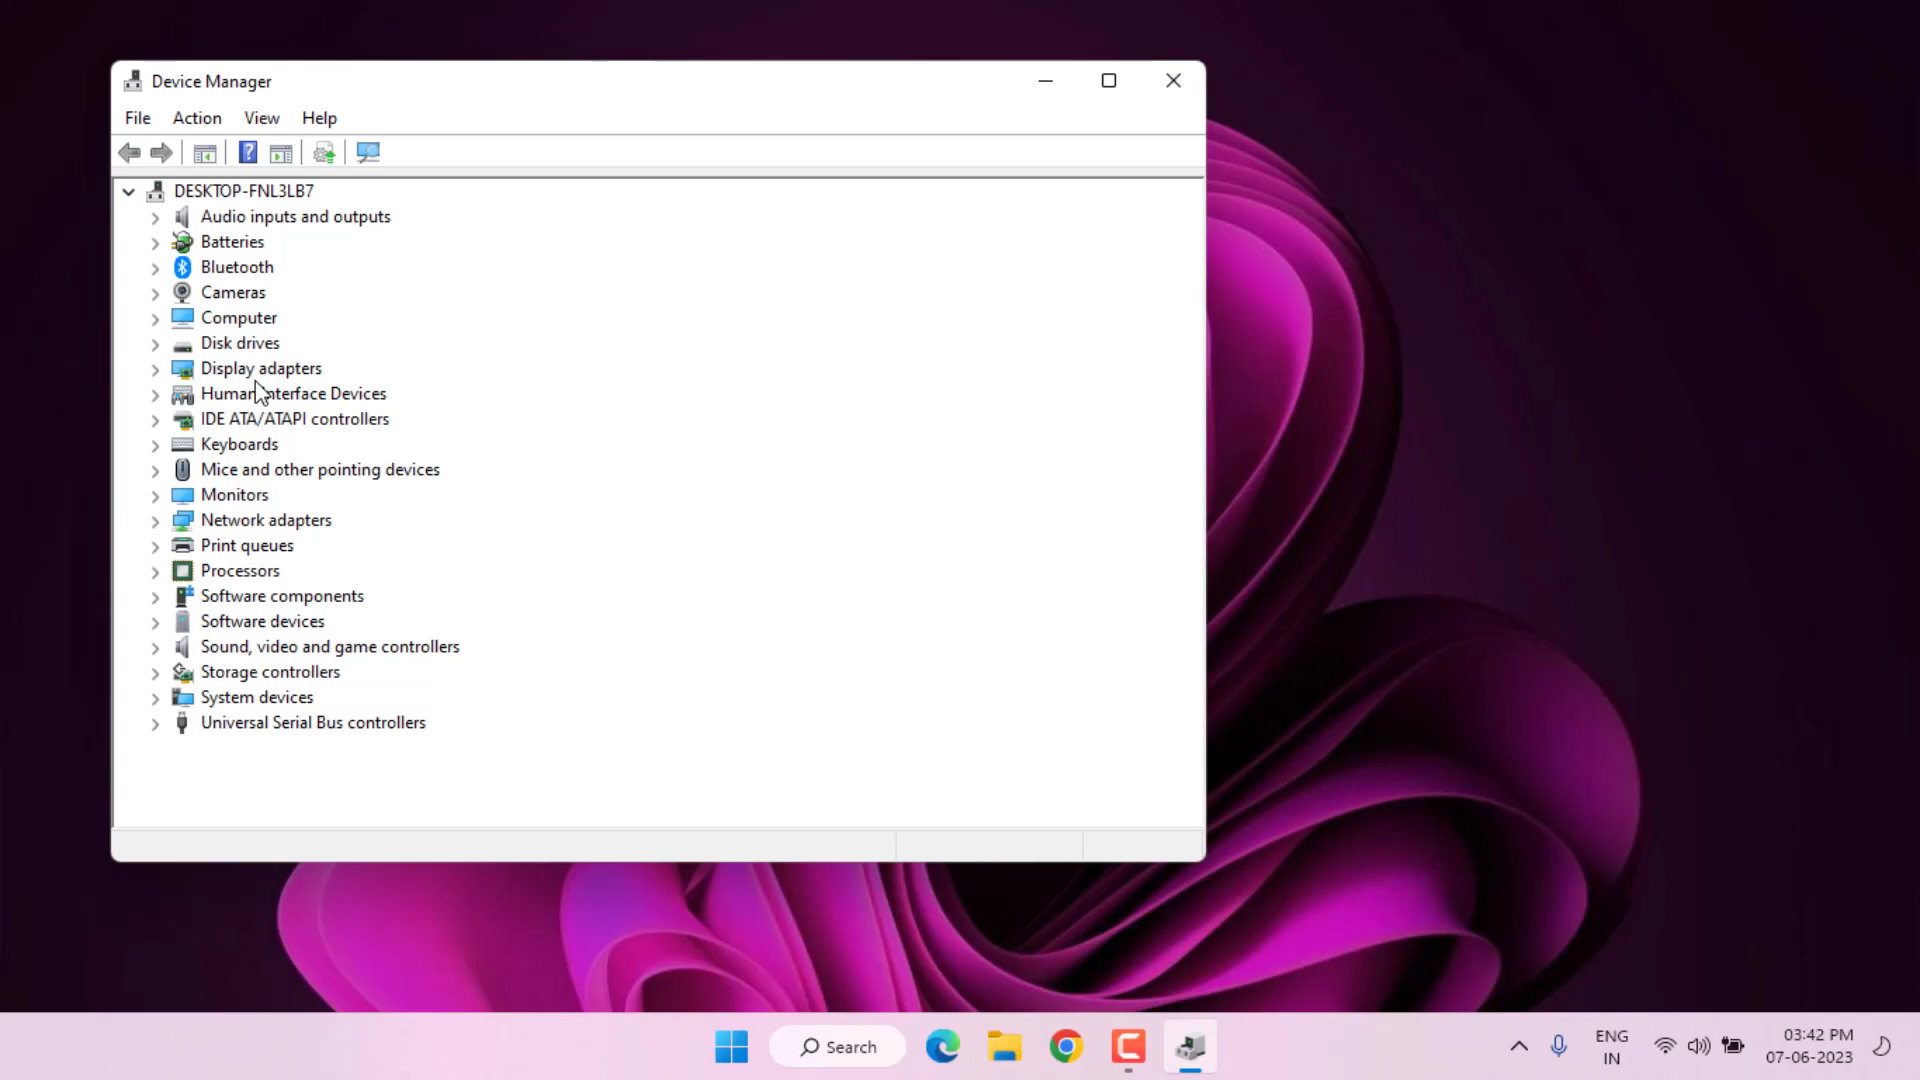 Device Manager
File Action View Help
DESKTOP-FNL3LB7
Audio inputs and outputs
Batteries
Bluetooth
Cameras
Computer
Disk drives
Display adapters
Human Interface Devices
IDE ATA/ATAPI controllers
Keyboards
Mice and other pointing devices
Monitors
Network adapters
Print queues
Processors
Software components
Software devices
Sound, video and game controllers
Storage controllers
System devices
Universal Serial Bus controllers
Search
ENG
IN
03:42 PM
07-06-2023